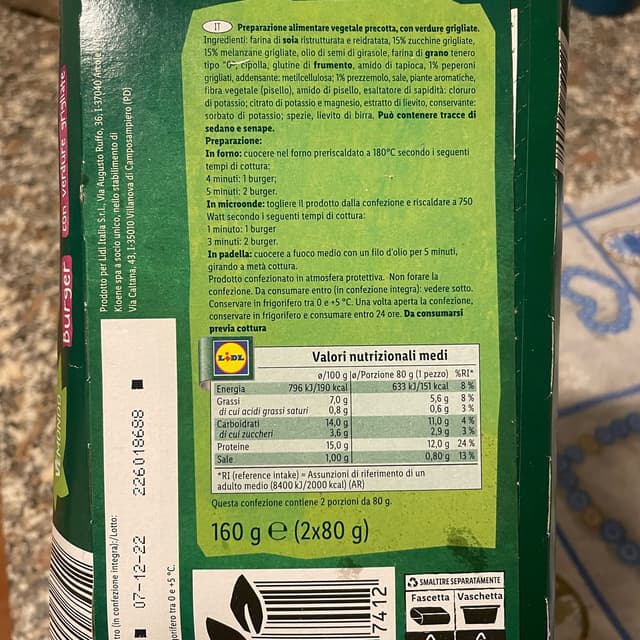 IT Preparazione alimentare vegetale precotta, con verdure grigliate.
Ingredienti: farina di soia ristrutturata e reidratata, 15% zucchine grigliate,
15% melanzane grigliate, olio di semi di girasole, farina di grano tenero
tipo "0", cipolla, glutine di frumento, amido di tapioca, 1% peperoni
grigliati, addensante: metilcellulosa; 1% prezzemolo, sale, piante aromatiche,
fibra vegetale (pisello), amido di pisello, esaltatore di sapidità: cloruro
di potassio; citrato di potassio e magnesio, estratto di lievito, conservante:
sorbato di potassio; spezie, lievito di birra. Può contenere tracce di
sedano e senape.
Preparazione:
In forno: cuocere nel forno preriscaldato a 180°C secondo i seguenti
tempi di cottura:
4 minuti: 1 burger;
5 minuti: 2 burger.
In microonde: togliere il prodotto dalla confezione e riscaldare a 750
Watt secondo i seguenti tempi di cottura:
1 minuto: 1 burger
3 minuti: 2 burger.
In padella: cuocere a fuoco medio con un filo d'olio per 5 minuti,
girando a metà cottura.
Prodotto confezionato in atmosfera protettiva. Non forare la
confezione. Da consumare entro (in confezione integra): vedere sotto.
Conservare in frigorifero tra 0 e +5 °C. Una volta aperta la confezione,
conservare in frigorifero e consumare entro 24 ore. Da consumarsi
previa cottura
LIDL
Valori nutrizionali medi
ø/100 g ø/Porzione 80 g (1 pezzo) %RI*
Energia 796 kJ/190 kcal 633 kJ/151 kcal 8 %
Grassi 7,0 g 5,6 g 8 %
di cui acidi grassi saturi 0,8 g 0,6 g 3 %
Carboidrati 14,0 g 11,0 g 4 %
di cui zuccheri 3,6 g 2,9 g 3 %
Proteine 15,0 g 12,0 g 24 %
Sale 1,00 g 0,80 g 13 %
*RI (reference intake) = Assunzioni di riferimento di un
adulto medio (8400 kJ/2000 kcal) (AR)
Questa confezione contiene 2 porzioni da 80 g.
160 g e (2x80 g)
7412
SMALTIRE SEPARATAMENTE
Fascetta Vaschetta
Prodotto per Lidl Italia S.r.l., Via Augusto Ruffo, 36, I-37040 Arcole
Kioene spa a socio unico, nello stabilimento di
Via Caltana, 43, I-35010 Villanova di Camposampiero (PD)
(in confezione integra):/Lotto:
07-12-22 226018688
tra 0 e +5 °C.
burger con verdure grigliate
VEMONDO